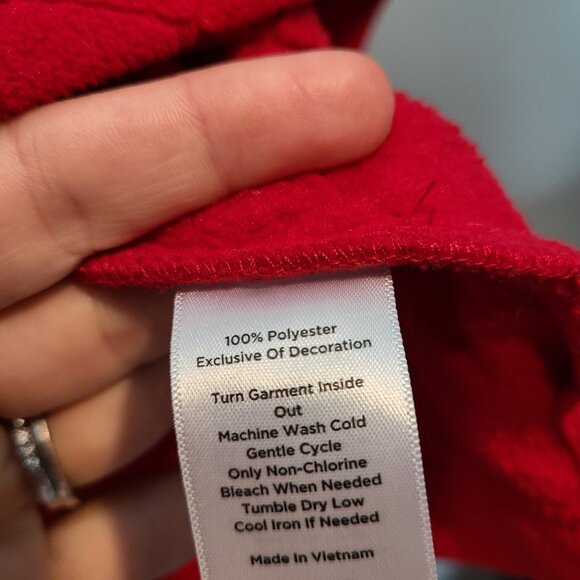 100% Polyester
Exclusive Of Decoration
Turn Garment Inside
Out
Machine Wash Cold
Gentle Cycle
Only Non-Chlorine
Bleach When Needed
Tumble Dry Low
Cool Iron If Needed
Made In Vietnam